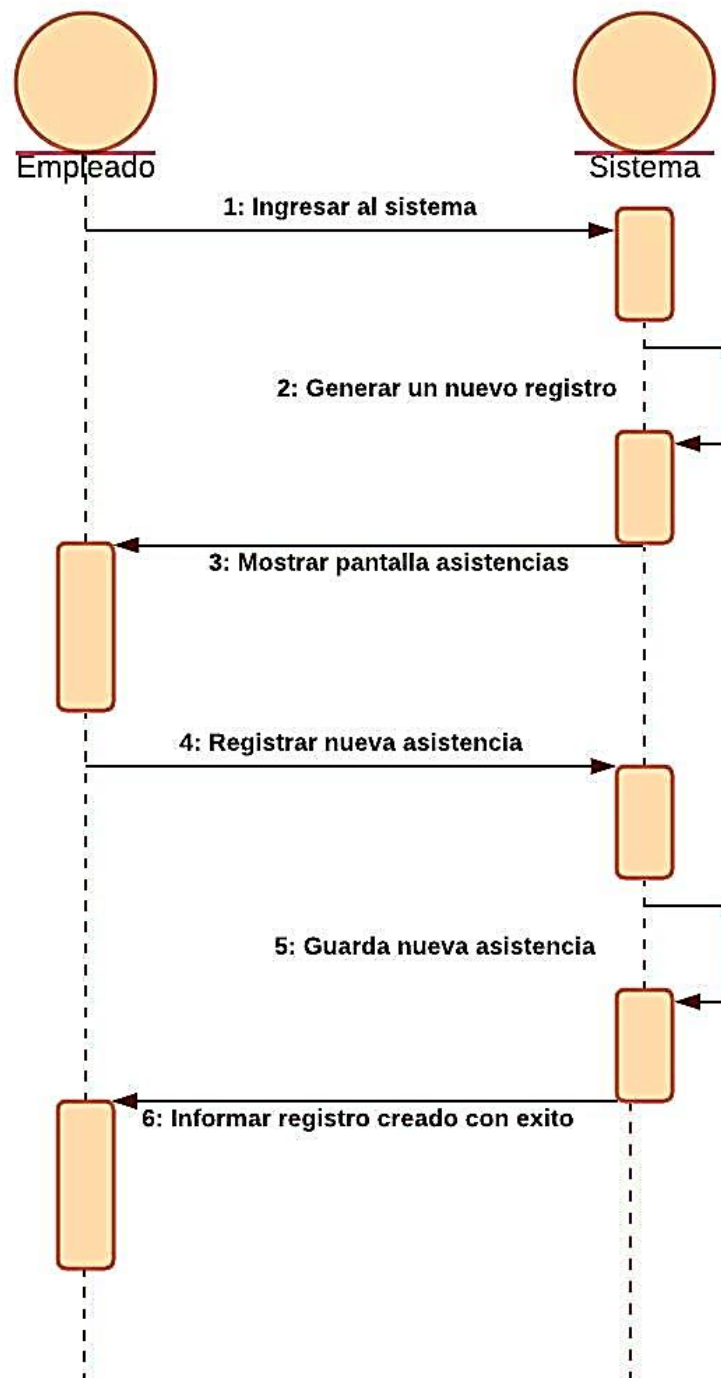 Empleado
Sistema
1: Ingresar al sistema
2: Generar un nuevo registro
3: Mostrar pantalla asistencias
4: Registrar nueva asistencia
5: Guarda nueva asistencia
6: Informar registro creado con exito